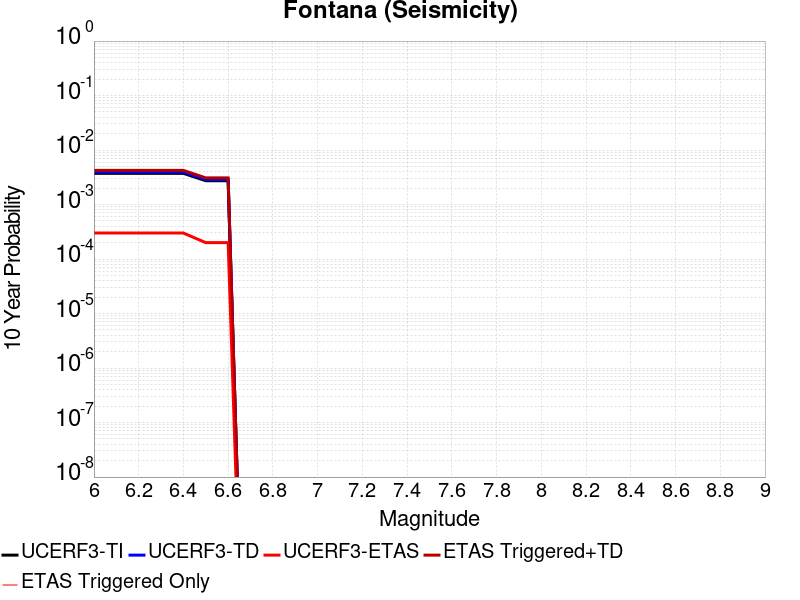 Fontana (Seismicity)
10^0
10^-1
10^-2
10^-3
10^-4
10^-5
10^-6
10^-7
10^-8
10 Year Probability
6 6.2 6.4 6.6 6.8 7 7.2 7.4 7.6 7.8 8 8.2 8.4 8.6 8.8 9
Magnitude
UCERF3-TI UCERF3-TD UCERF3-ETAS ETAS Triggered+TD
ETAS Triggered Only